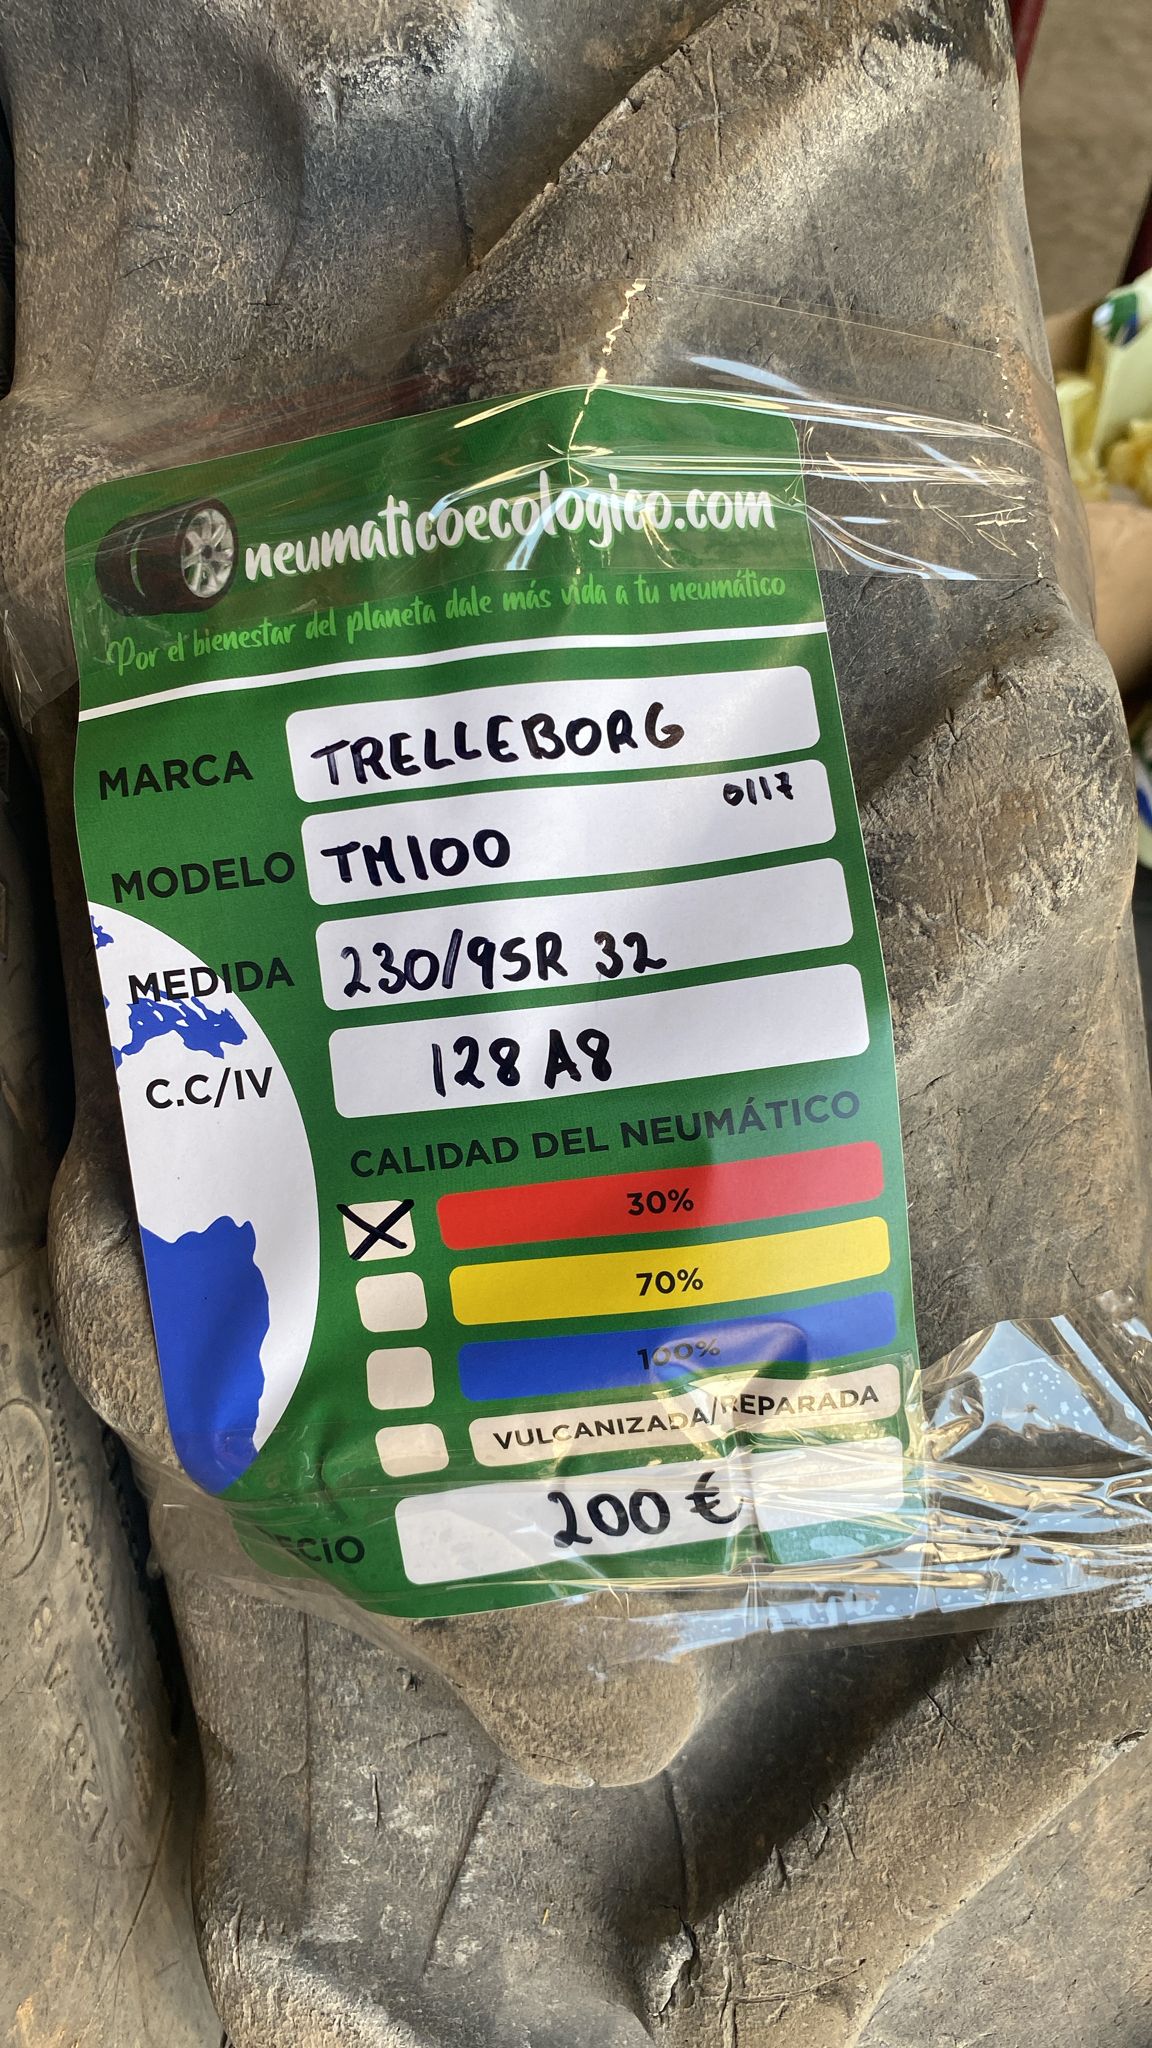 neumaticoecologico.com
Por el bienestar del planeta dale más vida a tu neumático
MARCA TRELLEBORG
0117
MODELO TM100
MEDIDA 230/95R 32
C.C/IV 128 A8
CALIDAD DEL NEUMÁTICO
X 30%
70%
100%
VULCANIZADA/REPARADA
ECIO 200 €